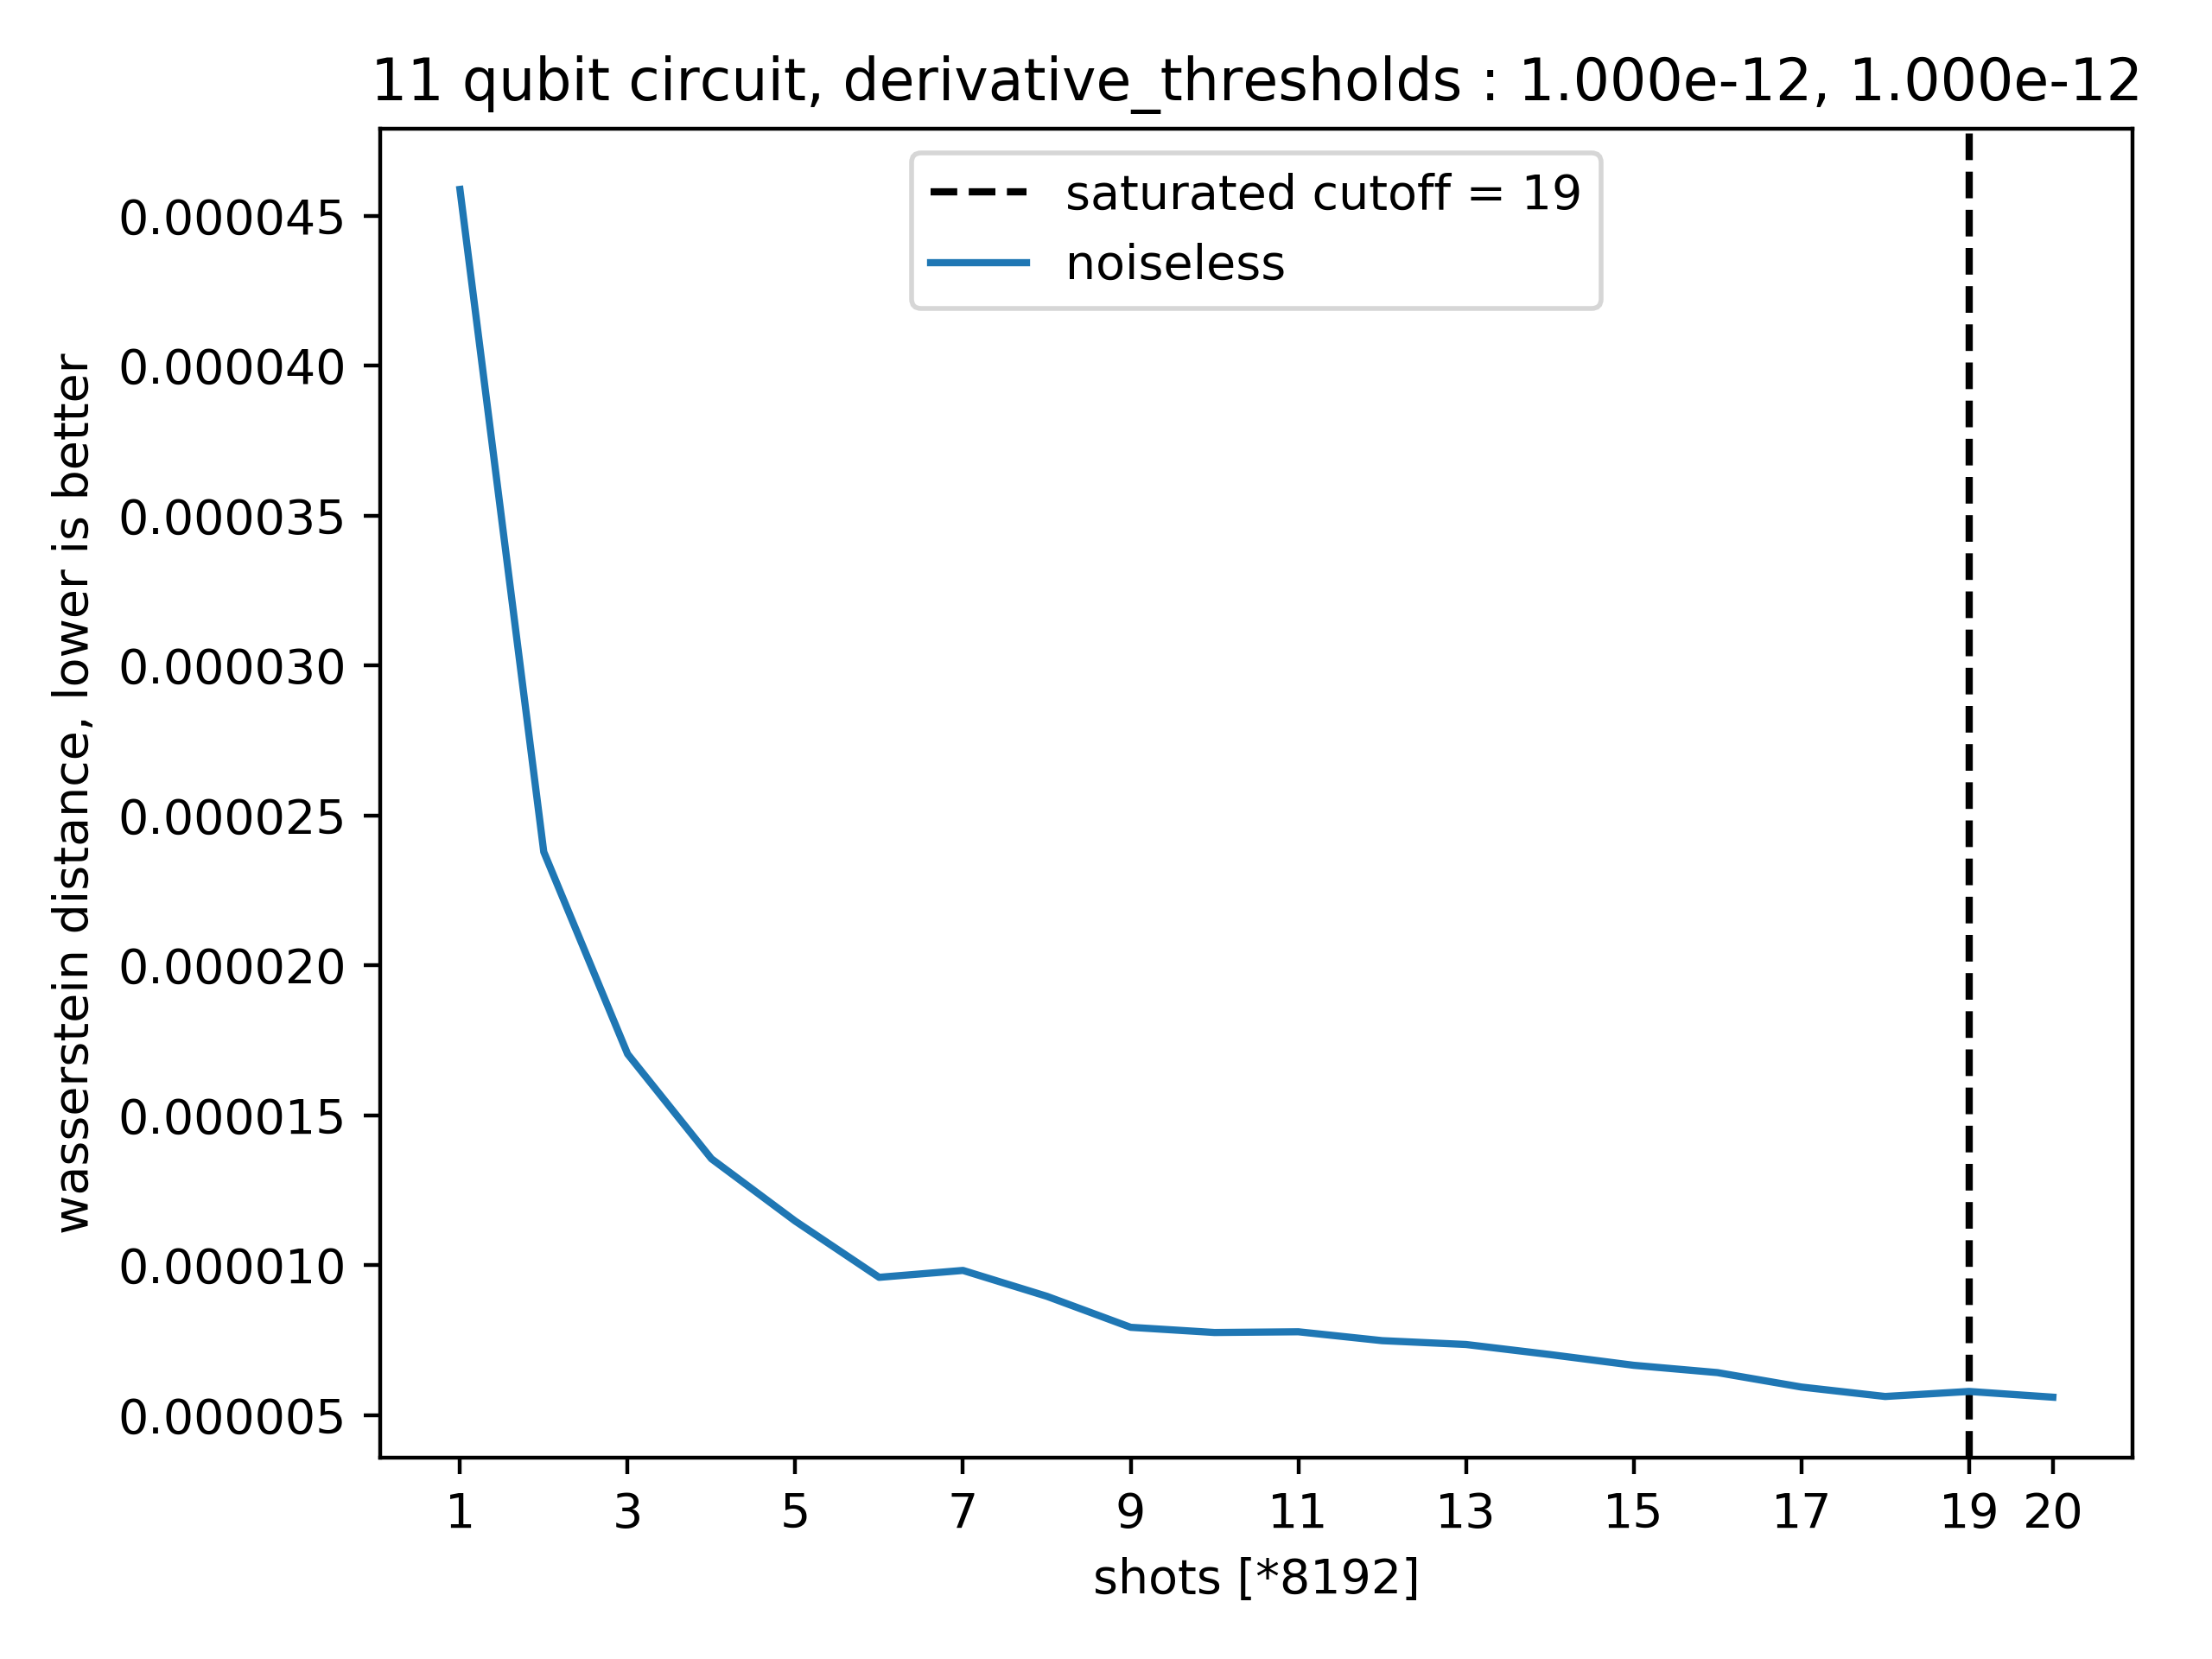 11 qubit circuit, derivative_thresholds : 1.000e-12, 1.000e-12
saturated cutoff = 19
noiseless
wasserstein distance, lower is better
0.000045
0.000040
0.000035
0.000030
0.000025
0.000020
0.000015
0.000010
0.000005
1 3 5 7 9 11 13 15 17 19 20
shots [*8192]